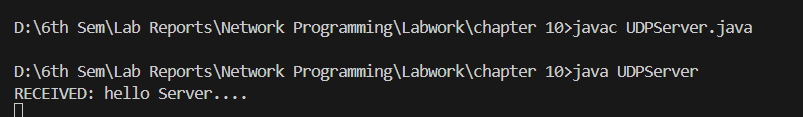 D:\6th Sem\Lab Reports\Network Programming\Labwork\chapter 10>javac UDPServer.java
D:\6th Sem\Lab Reports\Network Programming\Labwork\chapter 10>java UDPServer
RECEIVED: hello Server....